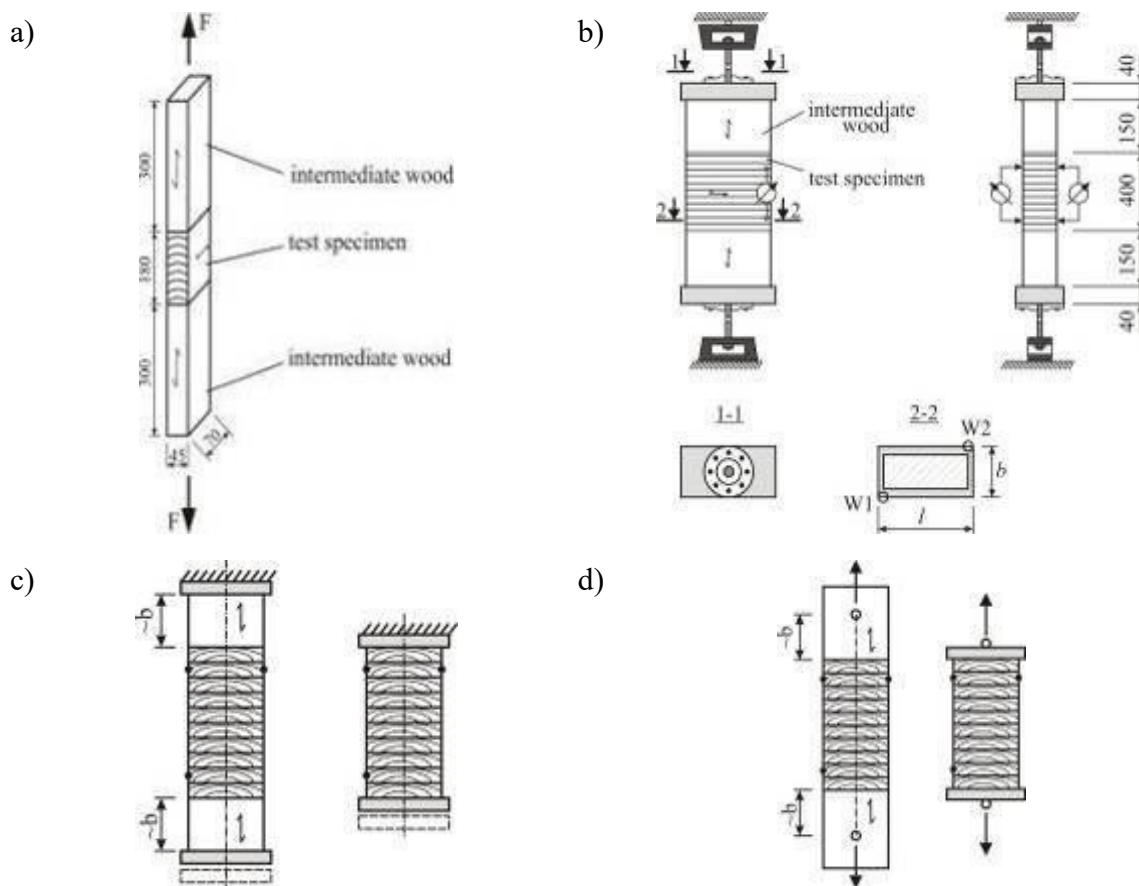 a)
F
300
intermediate wood
180
test specimen
300
intermediate wood
45
70
F
b)
1
1
intermediate
wood
test specimen
2
2
40
150
400
150
40
1-1
2-2
W2
b
W1
l
c)
~b
~b
d)
~b
~b